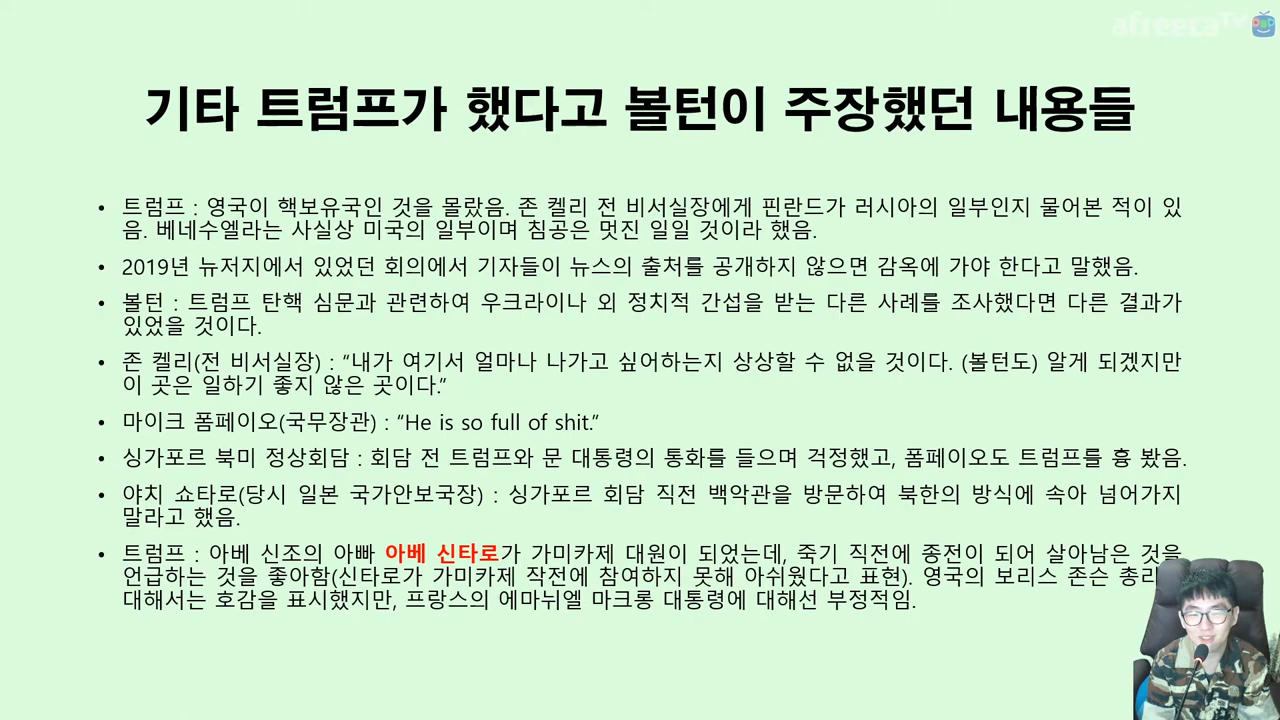 afreecaTV
기타 트럼프가 했다고 볼턴이 주장했던 내용들
• 트럼프 : 영국이 핵보유국인 것을 몰랐음. 존 켈리 전 비서실장에게 핀란드가 러시아의 일부인지 물어본 적이 있
음. 베네수엘라는 사실상 미국의 일부이며 침공은 멋진 일일 것이라 했음.
• 2019년 뉴저지에서 있었던 회의에서 기자들이 뉴스의 출처를 공개하지 않으면 감옥에 가야 한다고 말했음.
• 볼턴 : 트럼프 탄핵 심문과 관련하여 우크라이나 외 정치적 간섭을 받는 다른 사례를 조사했다면 다른 결과가
있었을 것이다.
• 존 켈리(전 비서실장) : “내가 여기서 얼마나 나가고 싶어하는지 상상할 수 없을 것이다. (볼턴도) 알게 되겠지만
이 곳은 일하기 좋지 않은 곳이다.”
• 마이크 폼페이오(국무장관) : “He is so full of shit.”
• 싱가포르 북미 정상회담 : 회담 전 트럼프와 문 대통령의 통화를 들으며 걱정했고, 폼페이오도 트럼프를 흉 봤음.
• 야치 쇼타로(당시 일본 국가안보국장) : 싱가포르 회담 직전 백악관을 방문하여 북한의 방식에 속아 넘어가지
말라고 했음.
• 트럼프 : 아베 신조의 아빠 아베 신타로가 가미카제 대원이 되었는데, 죽기 직전에 종전이 되어 살아남은 것을
언급하는 것을 좋아함(신타로가 가미카제 작전에 참여하지 못해 아쉬웠다고 표현). 영국의 보리스 존슨 총리
대해서는 호감을 표시했지만, 프랑스의 에마뉘엘 마크롱 대통령에 대해선 부정적임.